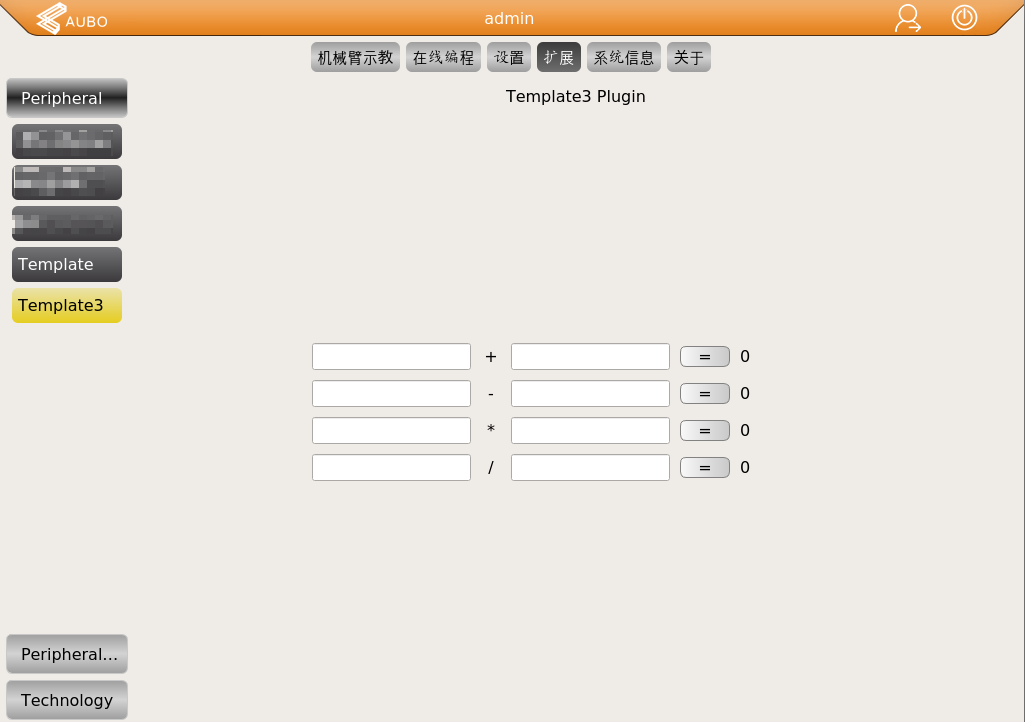 AUBO
admin
机械臂示教 在线编程 设置 扩展 系统信息 关于
Peripheral
Template3 Plugin
Template
Template3
+ = 0
- = 0
* = 0
/ = 0
Peripheral...
Technology